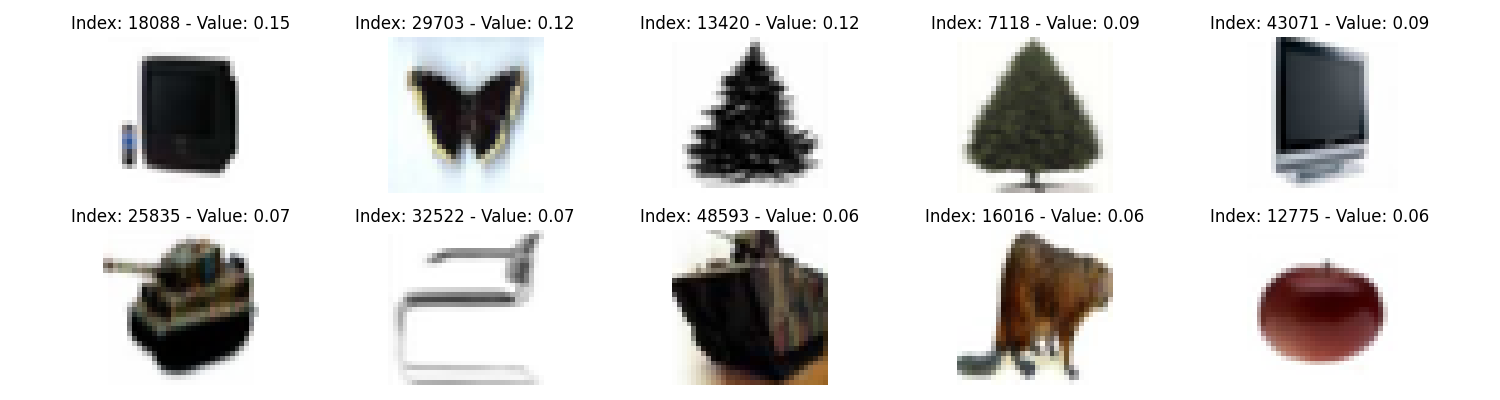 Index: 18088 - Value: 0.15
Index: 29703 - Value: 0.12
Index: 13420 - Value: 0.12
Index: 7118 - Value: 0.09
Index: 43071 - Value: 0.09
Index: 25835 - Value: 0.07
Index: 32522 - Value: 0.07
Index: 48593 - Value: 0.06
Index: 16016 - Value: 0.06
Index: 12775 - Value: 0.06